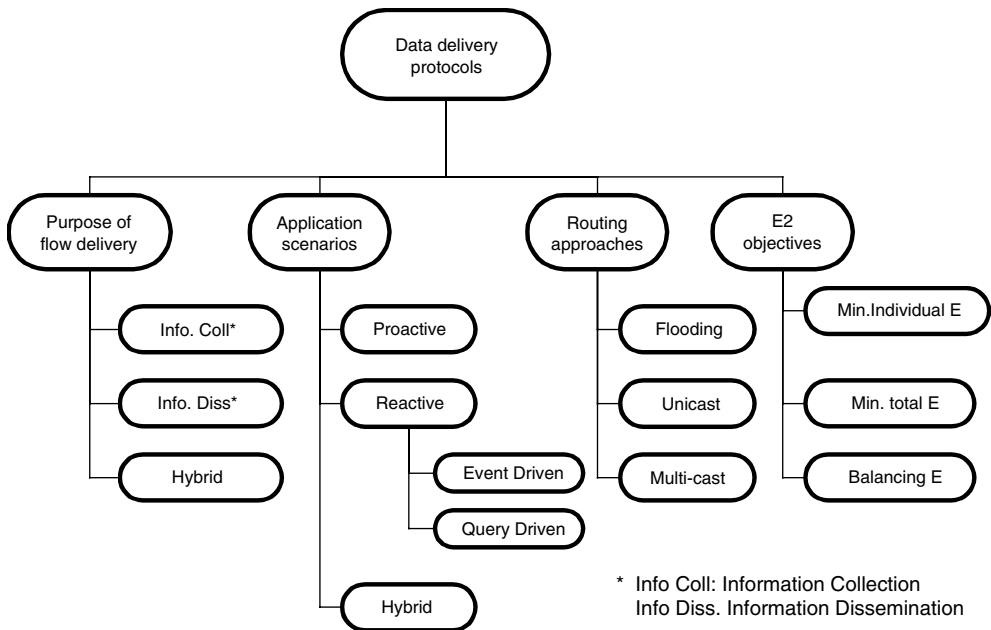 Data delivery
protocols
Purpose of
flow delivery
Application
scenarios
Routing
approaches
E2
objectives
Info. Coll*
Info. Diss*
Hybrid
Proactive
Reactive
Event Driven
Query Driven
Hybrid
Flooding
Unicast
Multi-cast
Min.Individual E
Min. total E
Balancing E
* Info Coll: Information Collection
Info Diss. Information Dissemination